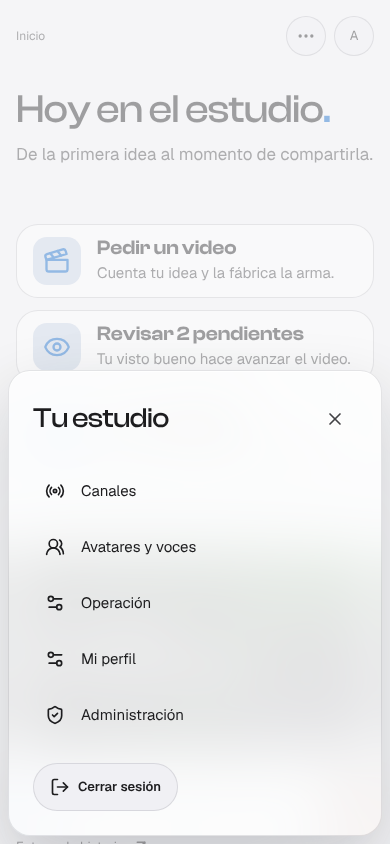 Inicio
A
Hoy en el estudio.
De la primera idea al momento de compartirla.
Pedir un video
Cuenta tu idea y la fábrica la arma.
Revisar 2 pendientes
Tu visto bueno hace avanzar el video.
Tu estudio
Canales
Avatares y voces
Operación
Mi perfil
Administración
Cerrar sesión